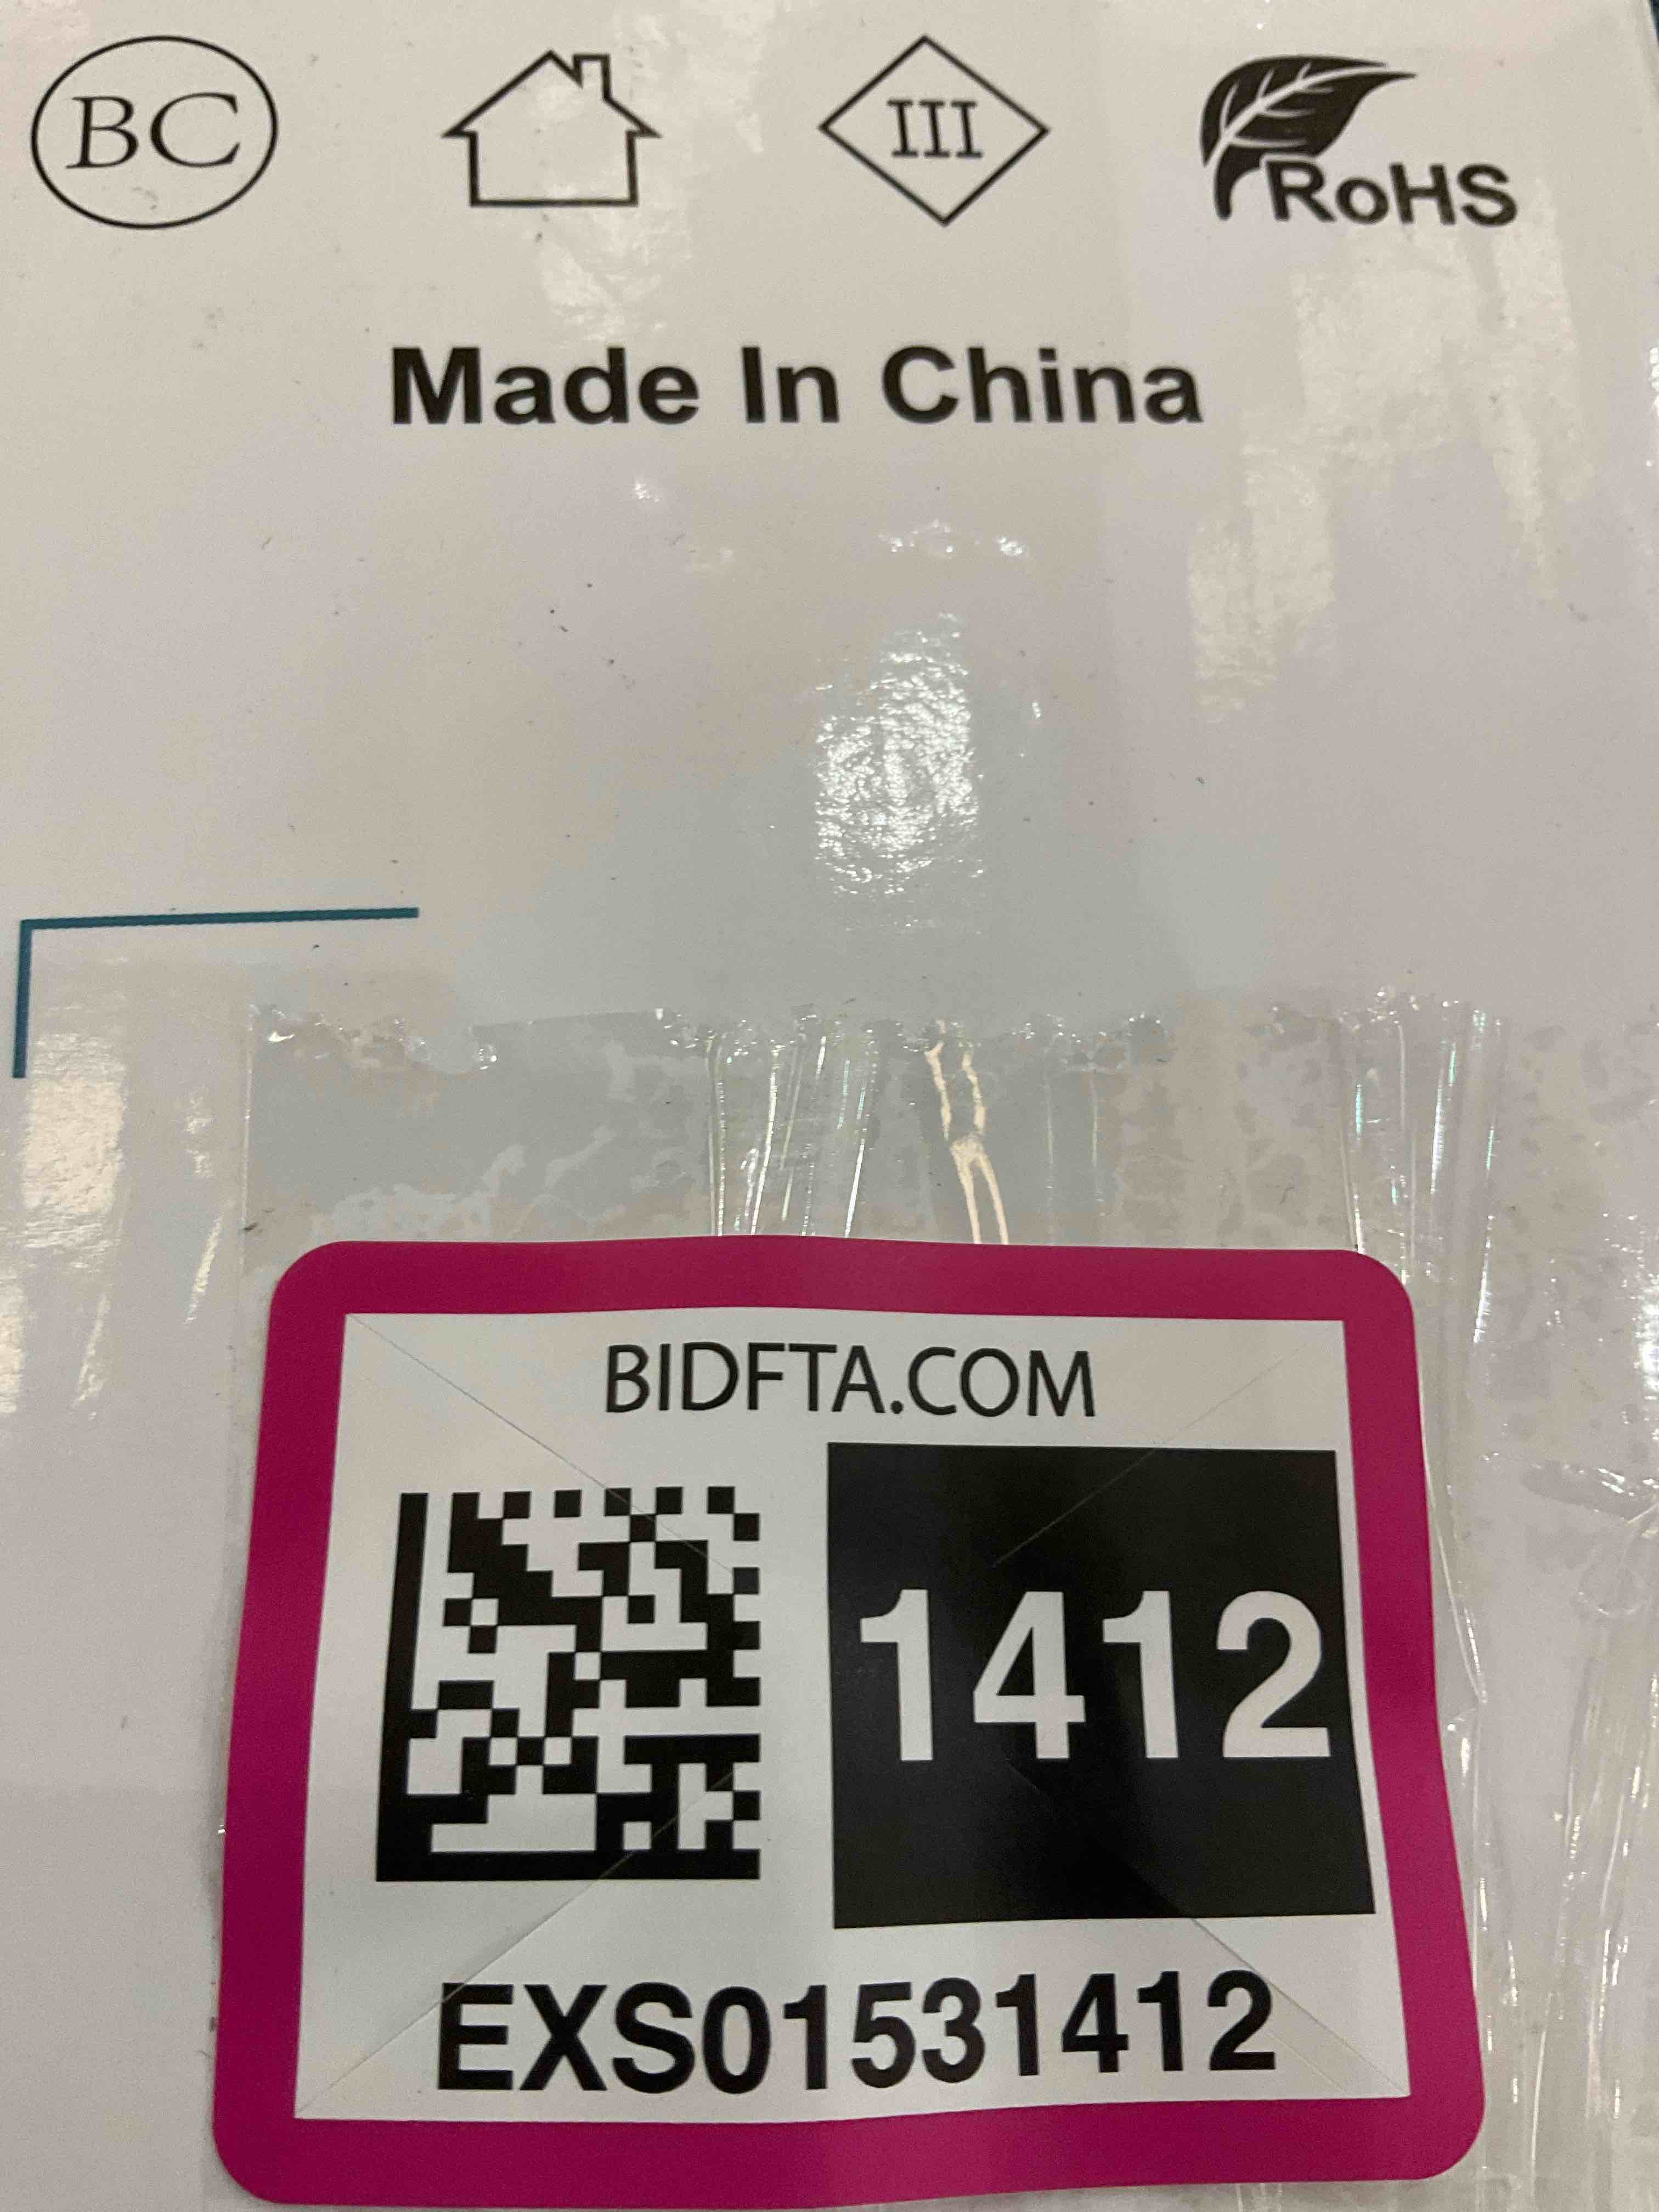 BC
III
RoHS
Made In China
BIDFTA.COM
1412
EXS01531412